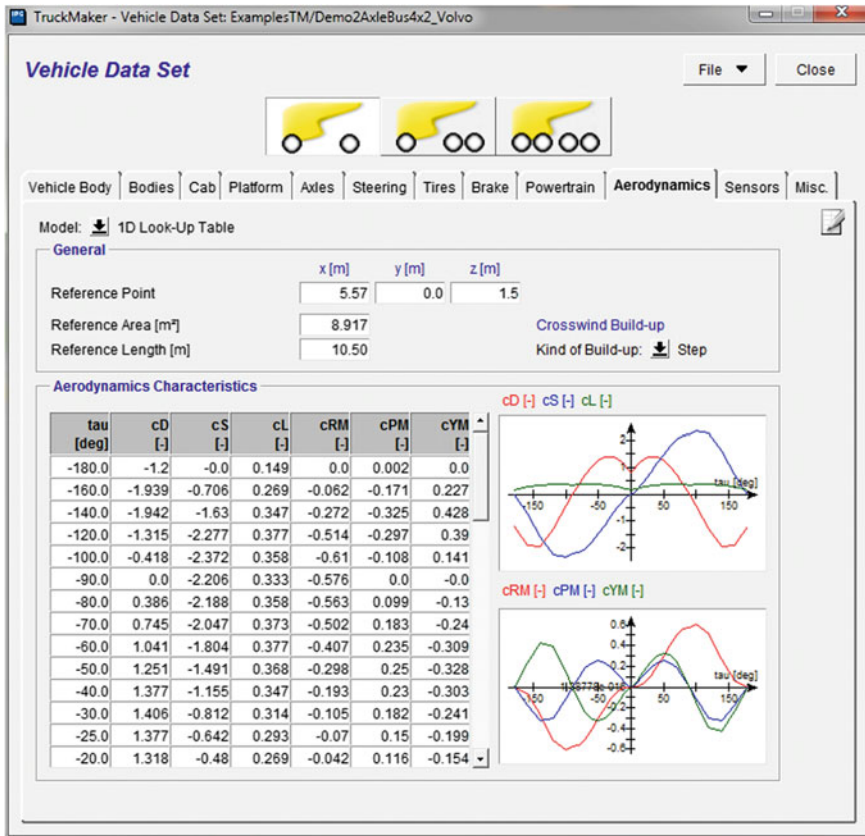 TruckMaker - Vehicle Data Set: ExamplesTM/Demo2AxleBus4x2_Volvo
Vehicle Data Set
File Close
Vehicle Body Bodies Cab Platform Axles Steering Tires Brake Powertrain Aerodynamics Sensors Misc.
Model: 1D Look-Up Table
General
x [m] y [m] z [m]
Reference Point 5.57 0.0 1.5
Reference Area [m²] 8.917 Crosswind Build-up
Reference Length [m] 10.50 Kind of Build-up: Step
Aerodynamics Characteristics
tau cD cS cL cRM cPM cYM
[deg] [-] [-] [-] [-] [-] [-]
-180.0 -1.2 -0.0 0.149 0.0 0.002 0.0
-160.0 -1.939 -0.706 0.269 -0.062 -0.171 0.227
-140.0 -1.942 -1.63 0.347 -0.272 -0.325 0.428
-120.0 -1.315 -2.277 0.377 -0.514 -0.297 0.39
-100.0 -0.418 -2.372 0.358 -0.61 -0.108 0.141
-90.0 0.0 -2.206 0.333 -0.576 0.0 -0.0
-80.0 0.386 -2.188 0.358 -0.563 0.099 -0.13
-70.0 0.745 -2.047 0.373 -0.502 0.183 -0.24
-60.0 1.041 -1.804 0.377 -0.407 0.235 -0.309
-50.0 1.251 -1.491 0.368 -0.298 0.25 -0.328
-40.0 1.377 -1.155 0.347 -0.193 0.23 -0.303
-30.0 1.406 -0.812 0.314 -0.105 0.182 -0.241
-25.0 1.377 -0.642 0.293 -0.07 0.15 -0.199
-20.0 1.318 -0.48 0.269 -0.042 0.116 -0.154
cD [-] cS [-] cL [-]
2
1
tau [deg]
-150 -50 50 150
-1
-2
cRM [-] cPM [-] cYM [-]
0.6
0.4
0.2
tau [deg]
-150 50 150
-0.2
-0.4
-0.6